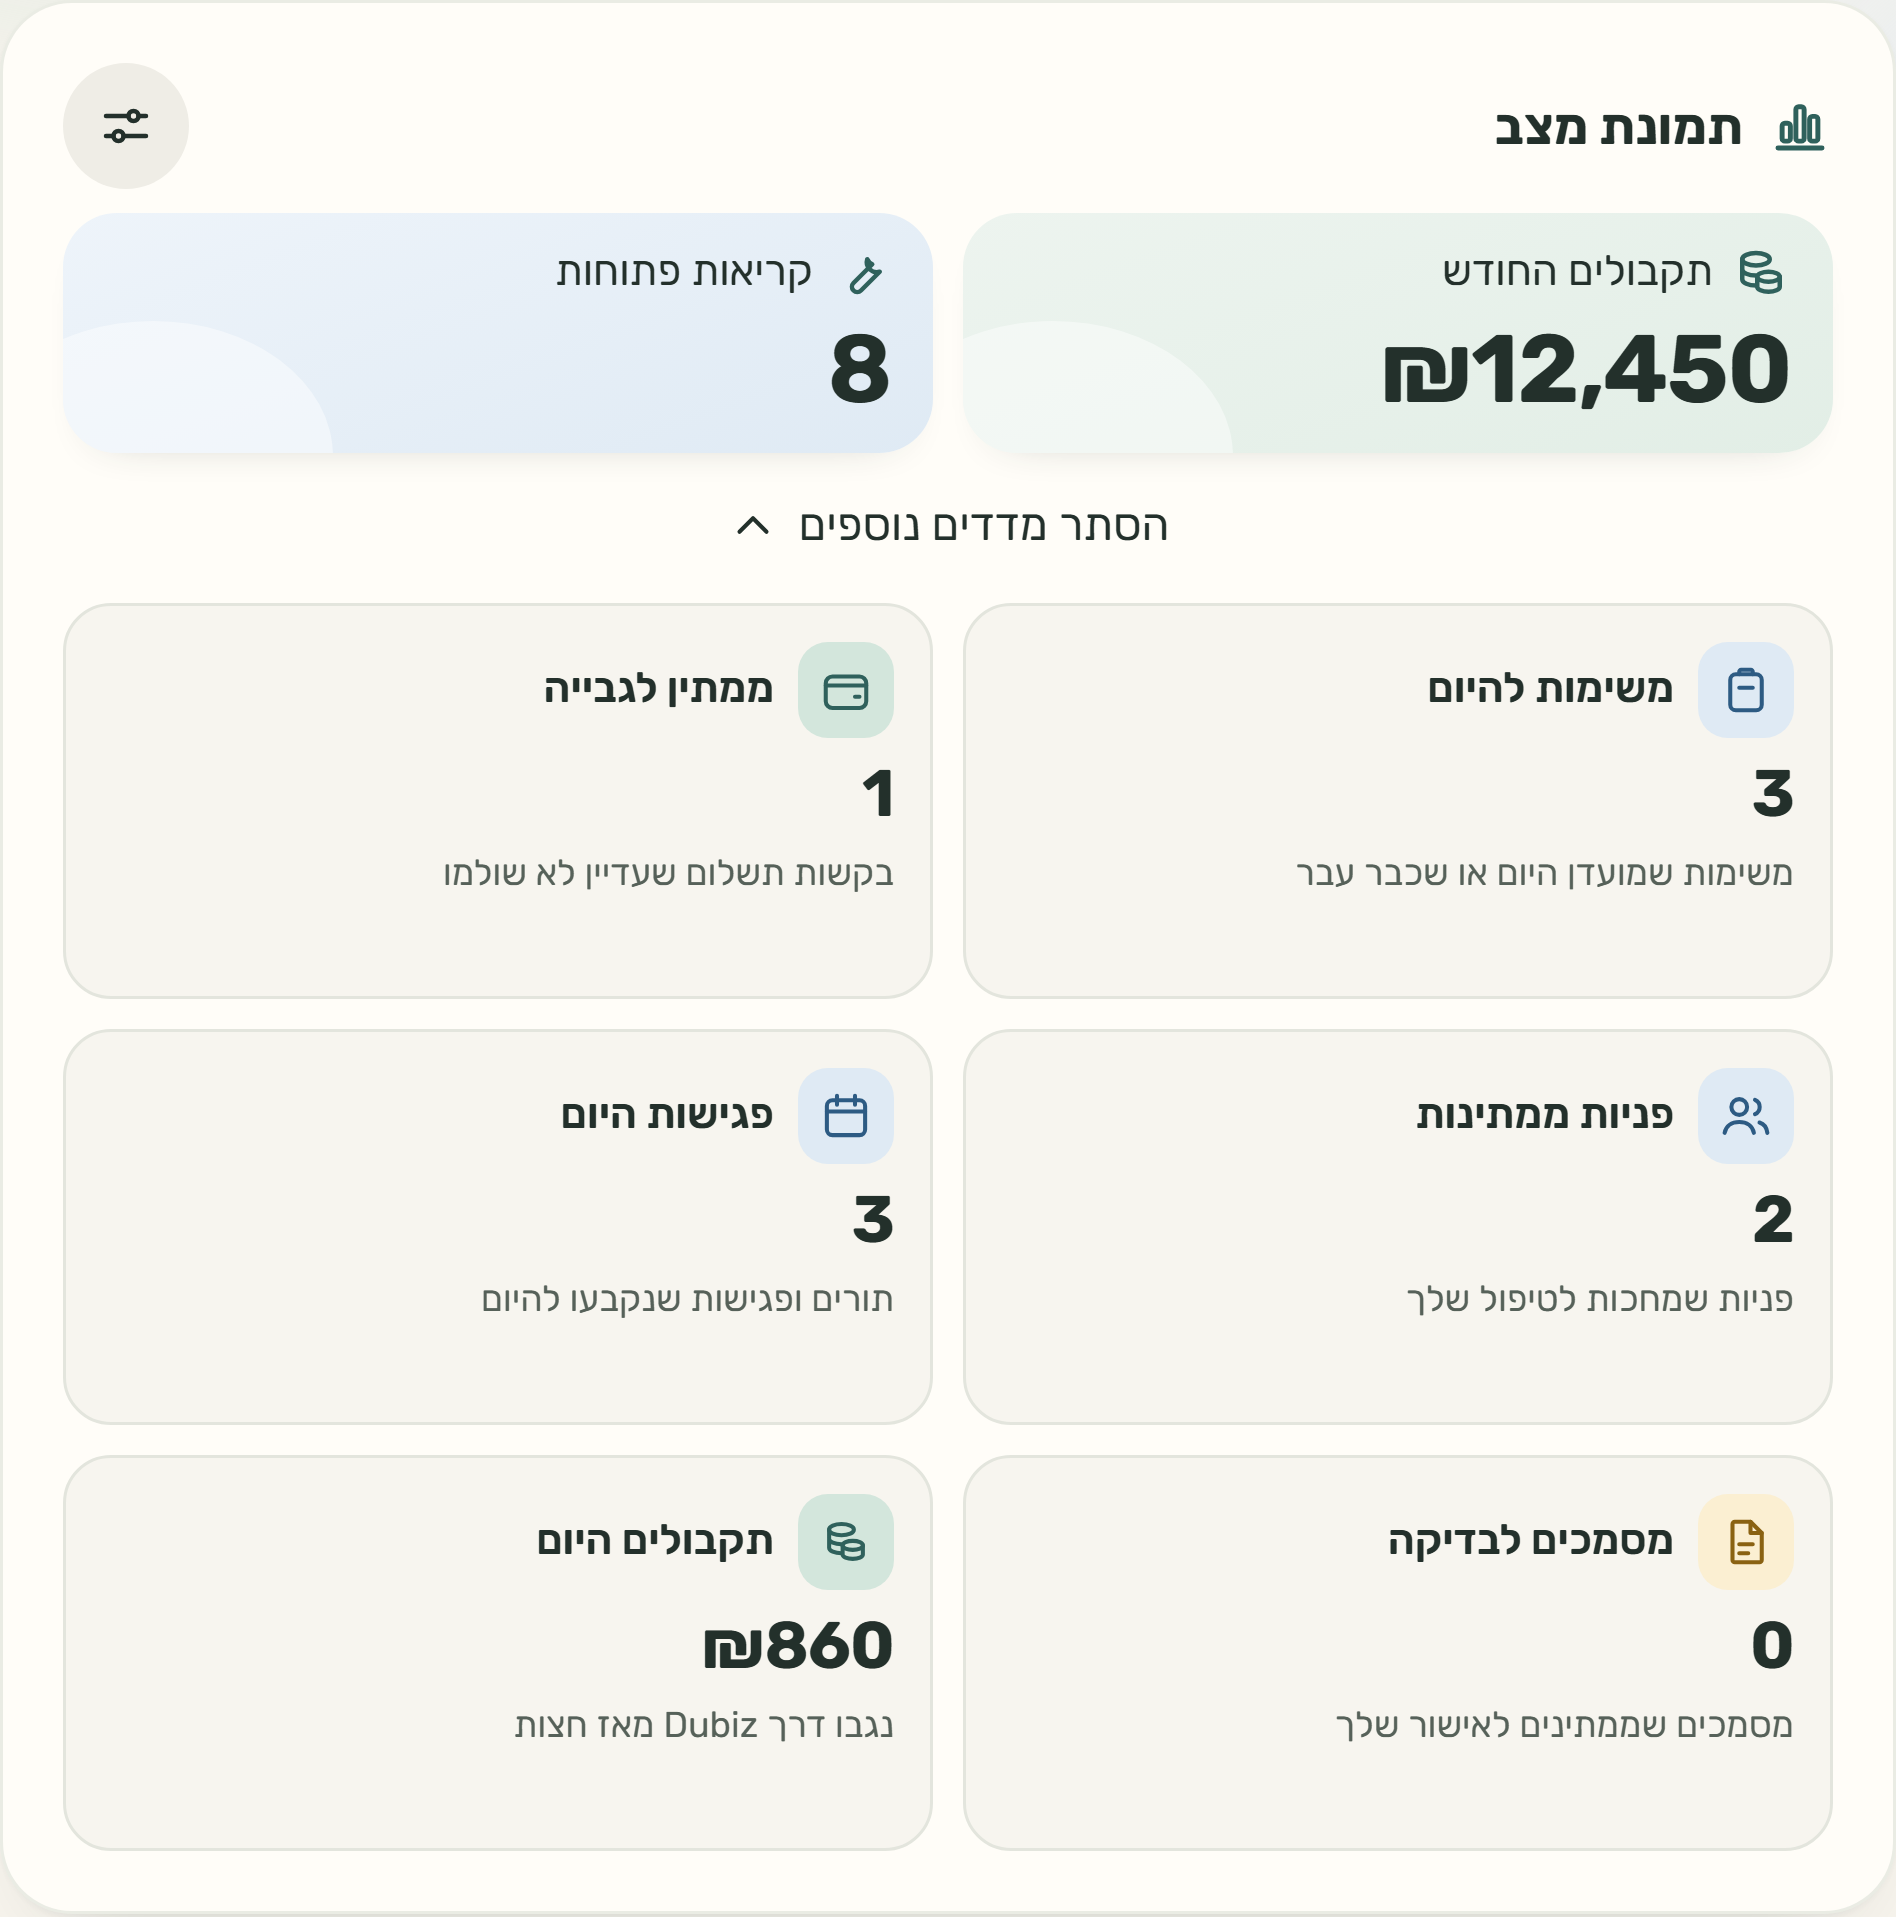 תמונת מצב
תקבולים החודש
₪12,450
קריאות פתוחות
8
הסתר מדדים נוספים
משימות להיום
3
משימות שמועדן היום או שכבר עבר
ממתין לגבייה
1
בקשות תשלום שעדיין לא שולמו
פניות ממתינות
2
פניות שמחכות לטיפול שלך
פגישות היום
3
תורים ופגישות שנקבעו להיום
מסמכים לבדיקה
0
מסמכים שממתינים לאישור שלך
תקבולים היום
₪860
נגבו דרך Dubiz מאז חצות